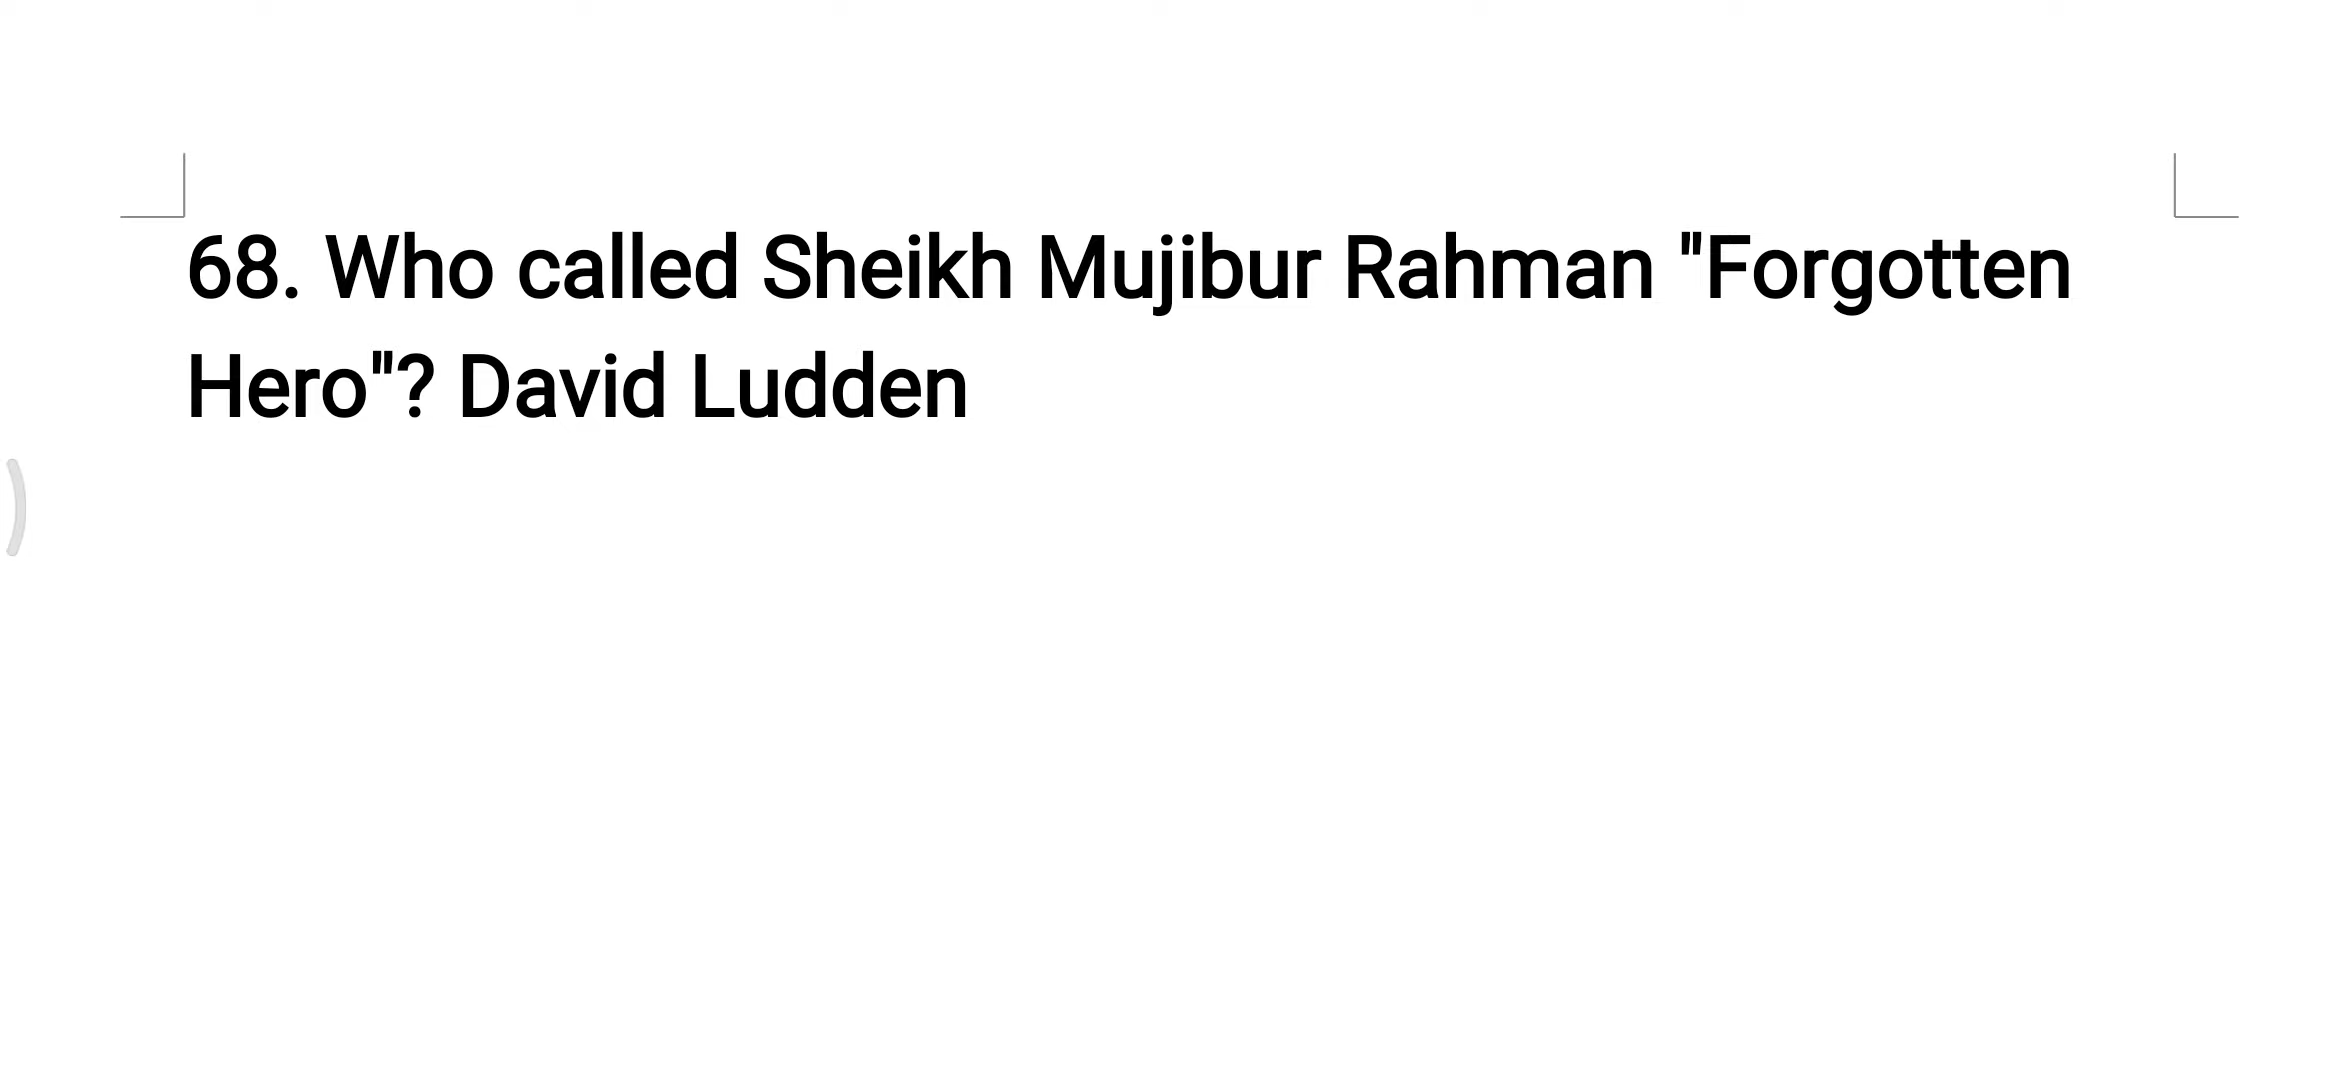 68. Who called Sheikh Mujibur Rahman "Forgotten
Hero"? David Ludden